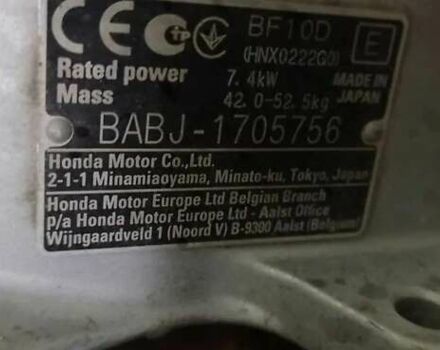 CE BF10D E
(HNX0222G0)
Rated power 7.4kW MADE IN
Mass 42.0-52.5kg JAPAN
BABJ-1705756
Honda Motor Co.,Ltd.
2-1-1 Minamiaoyama, Minato-ku, Tokyo, Japan
Honda Motor Europe Ltd Belgian Branch
p/a Honda Motor Europe Ltd - Aalst Office
Wijngaardveld 1 (Noord V) B-9300 Aalst (Belgium)